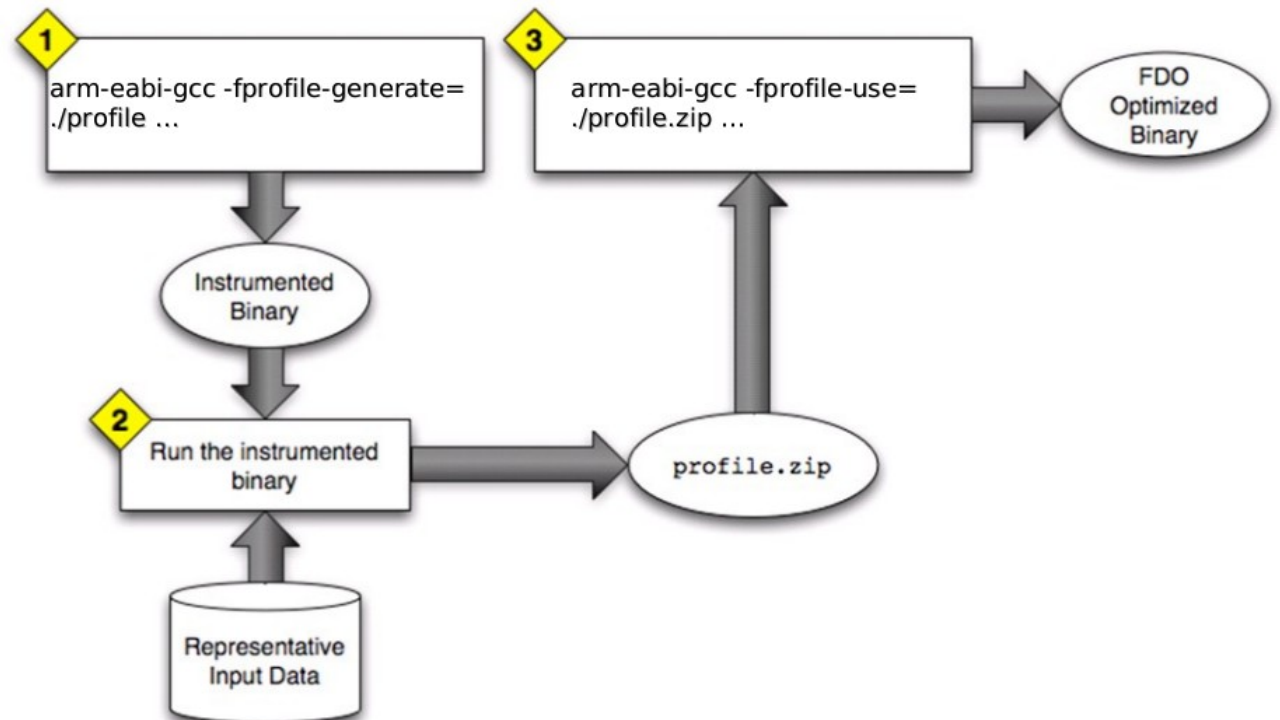 1
arm-eabi-gcc -fprofile-generate=
./profile ...
Instrumented
Binary
2
Run the instrumented
binary
Representative
Input Data
profile.zip
3
arm-eabi-gcc -fprofile-use=
./profile.zip ...
FDO
Optimized
Binary